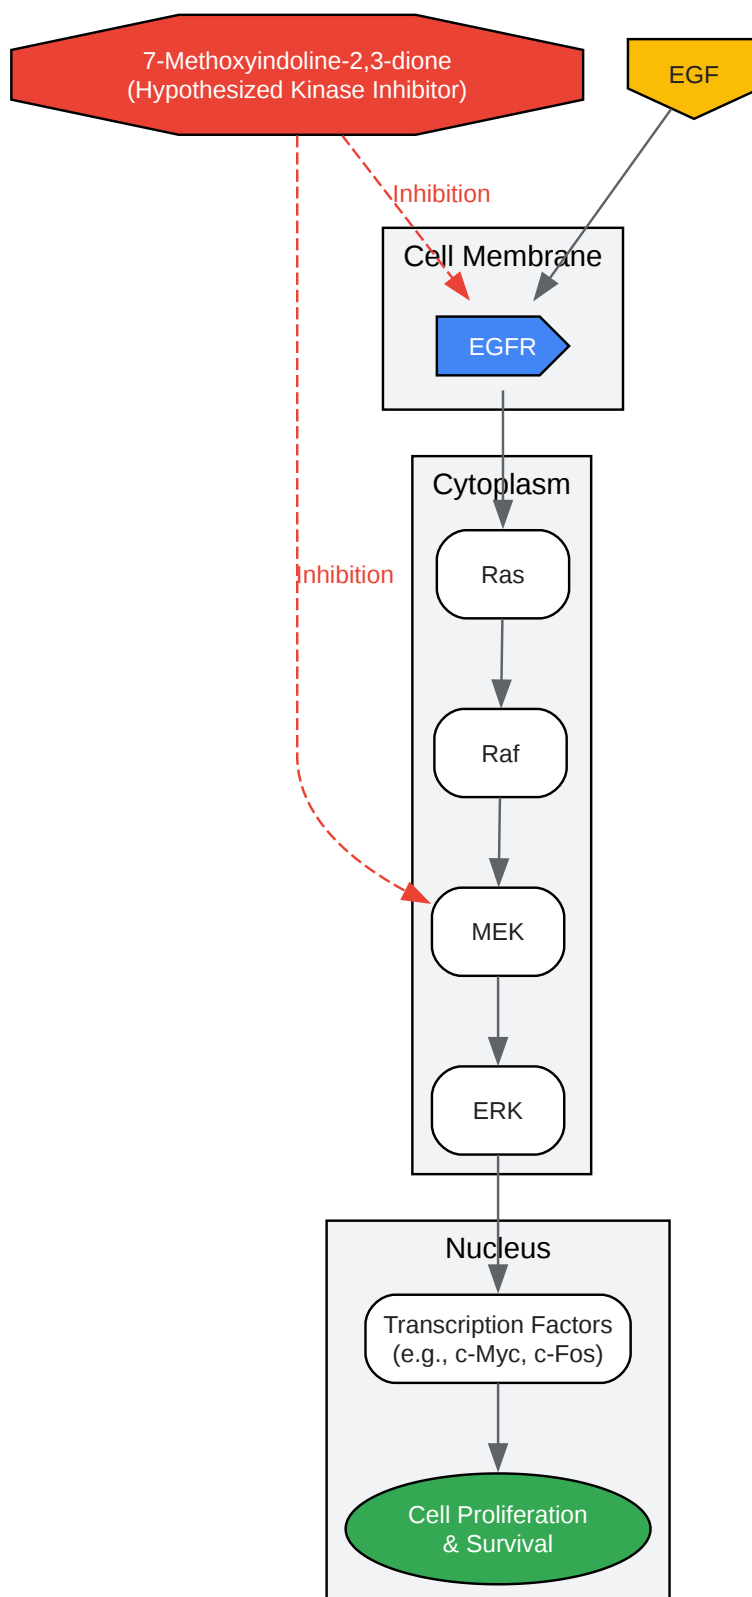 7-Methoxyindoline-2,3-dione
(Hypothesized Kinase Inhibitor)
EGF
Inhibition
Cell Membrane
EGFR
Cytoplasm
Ras
Inhibition
Raf
MEK
ERK
Nucleus
Transcription Factors
(e.g., c-Myc, c-Fos)
Cell Proliferation
& Survival